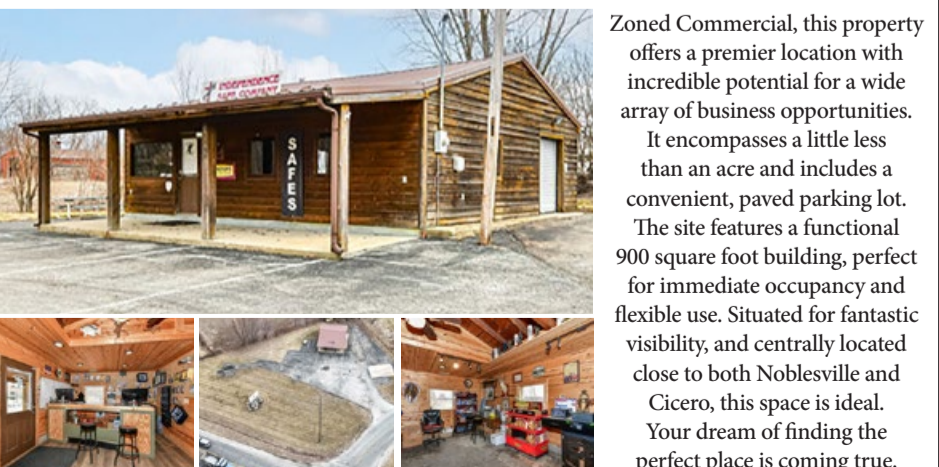 INDEPENDENCE
SAFE COMPANY
SAFES
Zoned Commercial, this property
offers a premier location with
incredible potential for a wide
array of business opportunities.
It encompasses a little less
than an acre and includes a
convenient, paved parking lot.
The site features a functional
900 square foot building, perfect
for immediate occupancy and
flexible use. Situated for fantastic
visibility, and centrally located
close to both Noblesville and
Cicero, this space is ideal.
Your dream of finding the
perfect place is coming true.